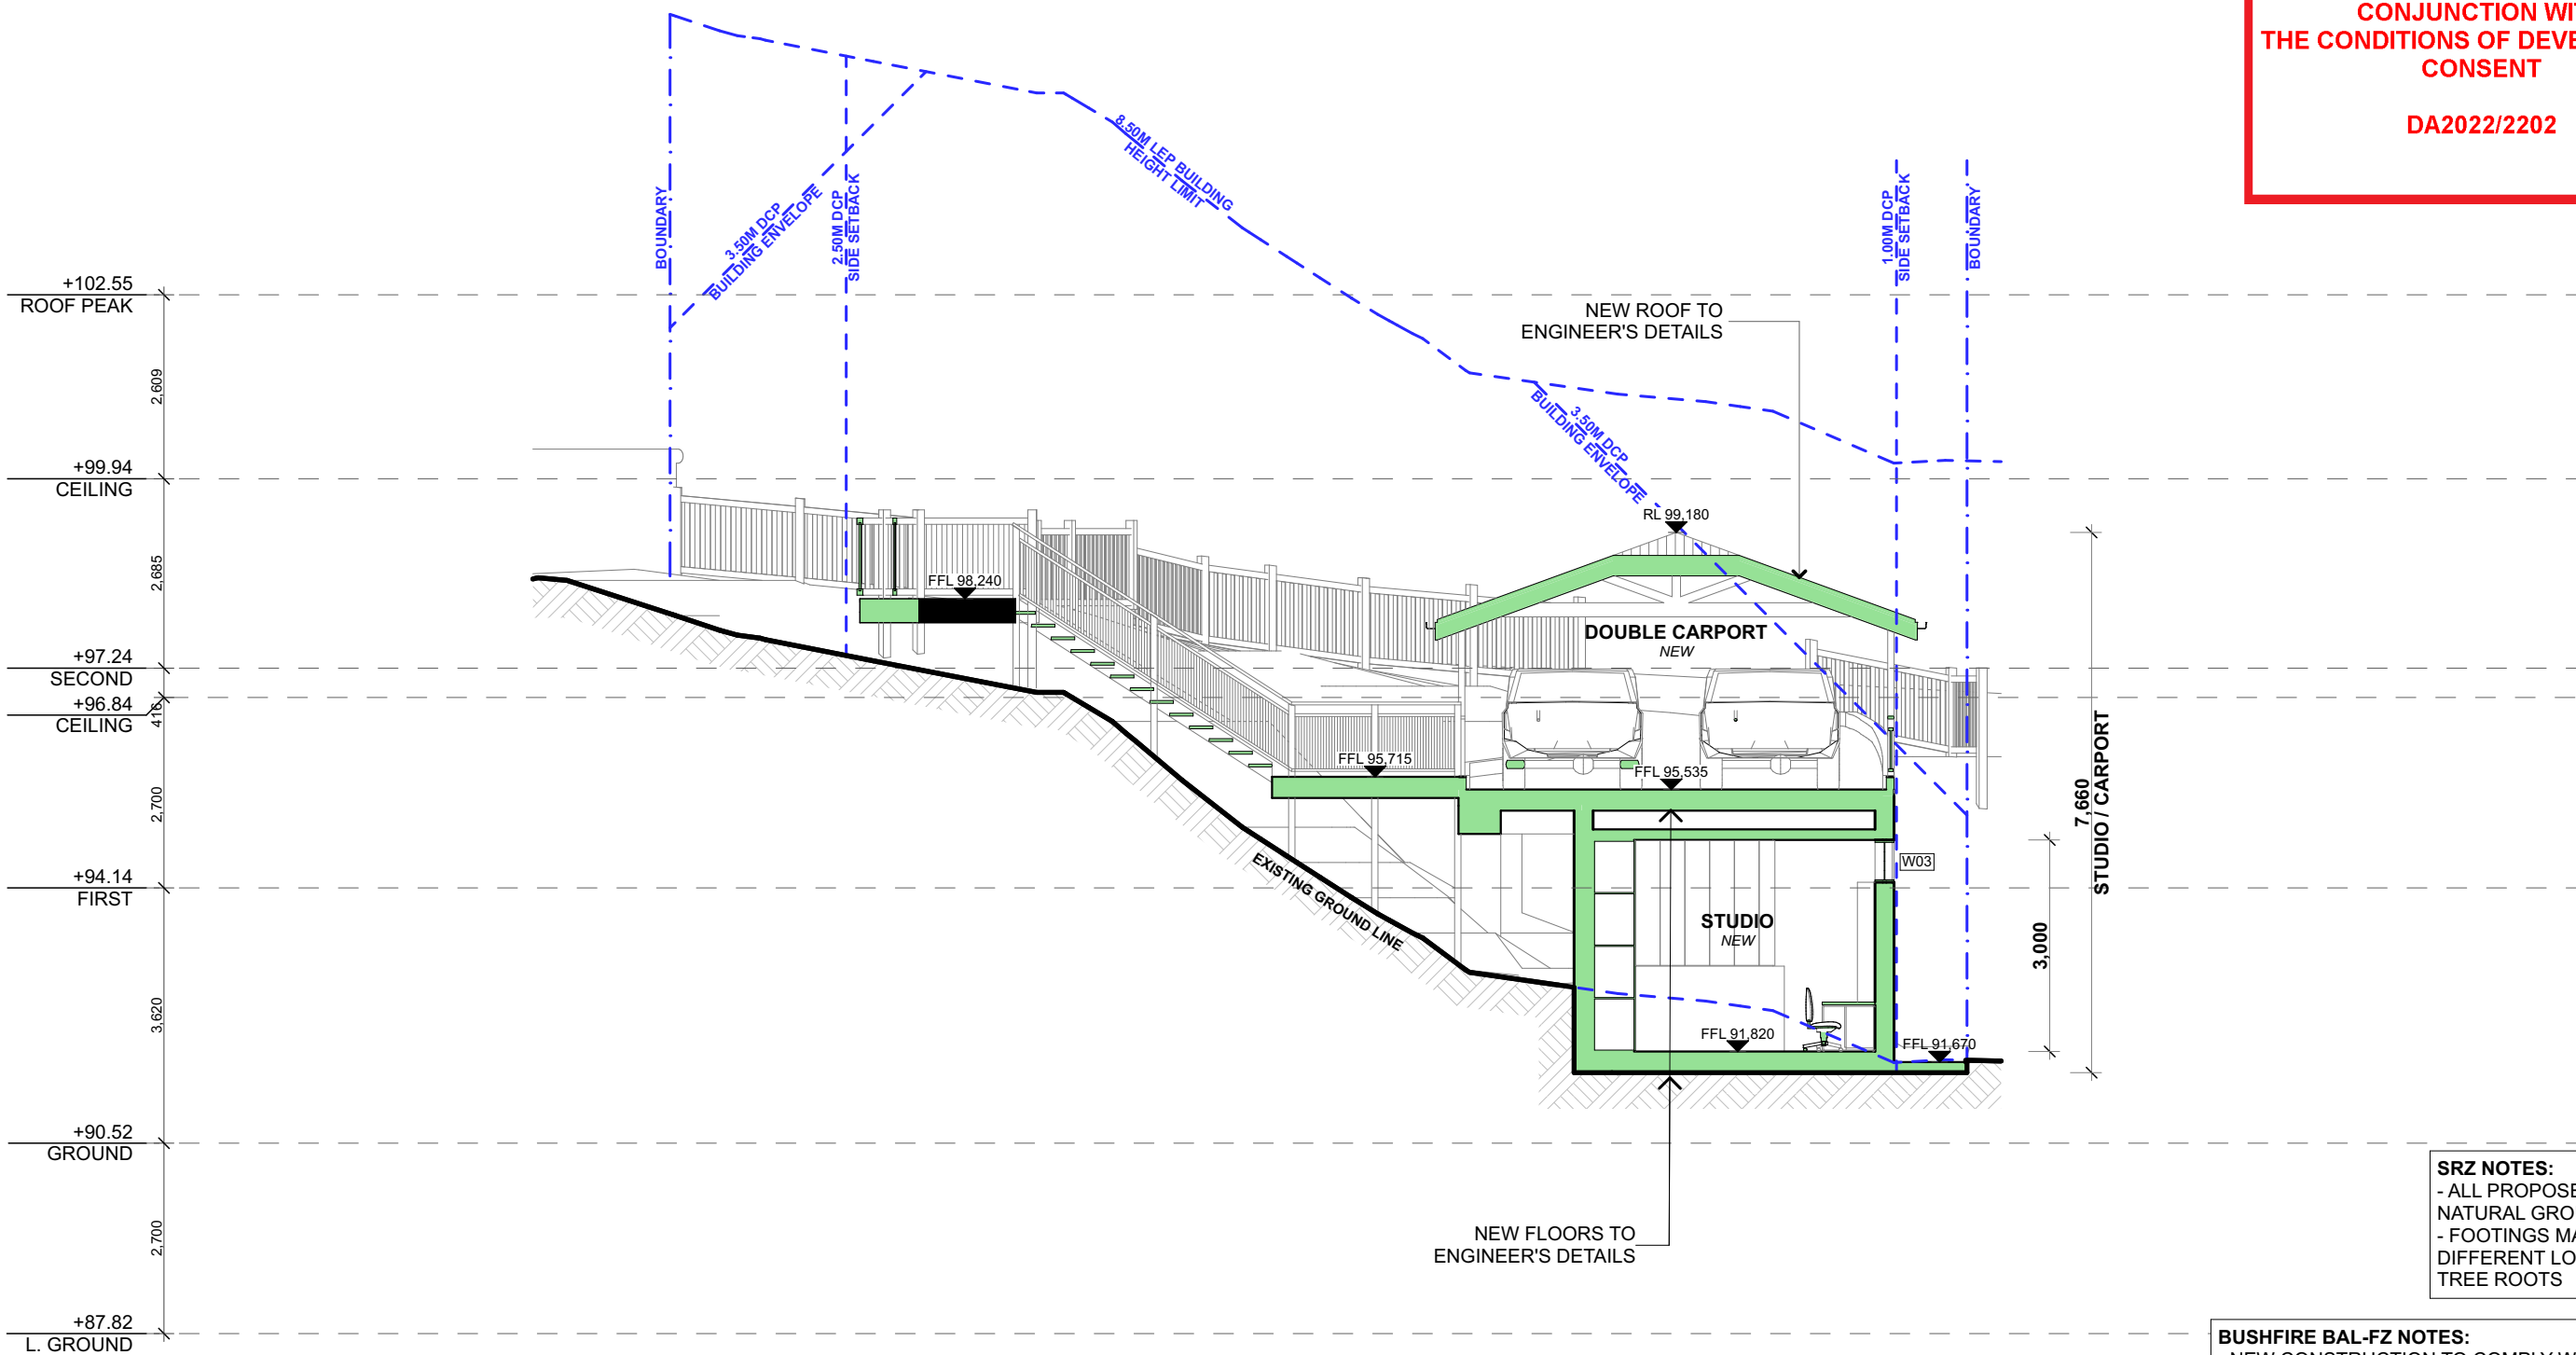 CONJUNCTION WIT
THE CONDITIONS OF DEVE
CONSENT
DA2022/2202
BOUNDARY
3.50M DCP
BUILDING ENVELOPE
2.50M DCP
SIDE SETBACK
8.50M LEP BUILDING
HEIGHT LIMIT
1.00M DCP
SIDE SETBACK
BOUNDARY
+102.55
ROOF PEAK
NEW ROOF TO
ENGINEER'S DETAILS
2,609
3.50M DCP
BUILDING ENVELOPE
+99.94
CEILING
RL 99,180
2,685
FFL 98,240
DOUBLE CARPORT
NEW
+97.24
SECOND
+96.84
CEILING
416
FFL 95,715
FFL 95,535
2,700
7,660
STUDIO / CARPORT
W03
+94.14
FIRST
EXISTING GROUND LINE
STUDIO
NEW
3,000
3,620
FFL 91,820
FFL 91,670
+90.52
GROUND
SRZ NOTES:
- ALL PROPOSE
NATURAL GRO
- FOOTINGS MA
DIFFERENT LO
TREE ROOTS
2,700
NEW FLOORS TO
ENGINEER'S DETAILS
+87.82
L. GROUND
BUSHFIRE BAL-FZ NOTES:
NEW CONSTRUCTION TO COMPLY W